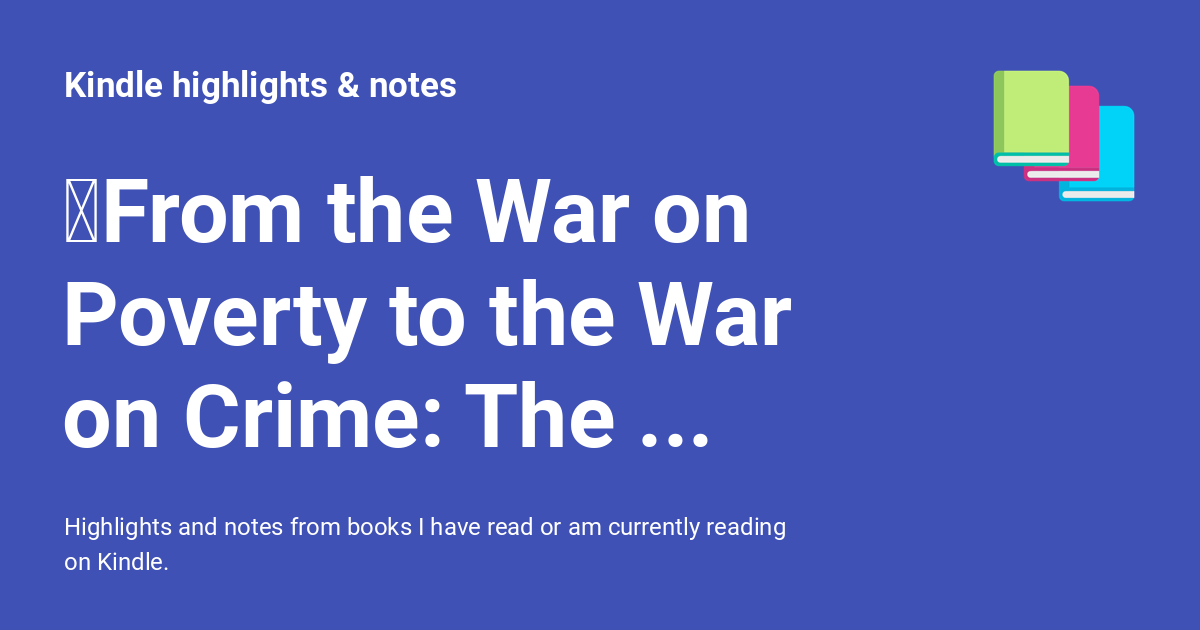 Kindle highlights & notes
From the War on
Poverty to the War
on Crime: The ...
Highlights and notes from books I have read or am currently reading
on Kindle.